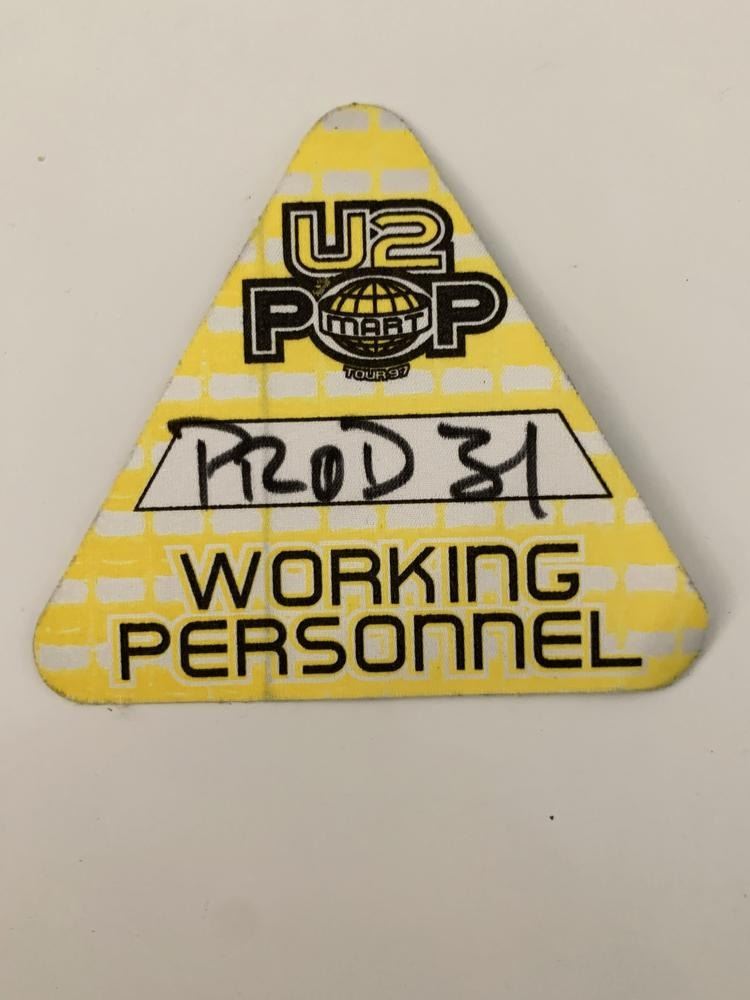 U2
POP
MART
TOUR 97
PROD 31
WORKING
PERSONNEL